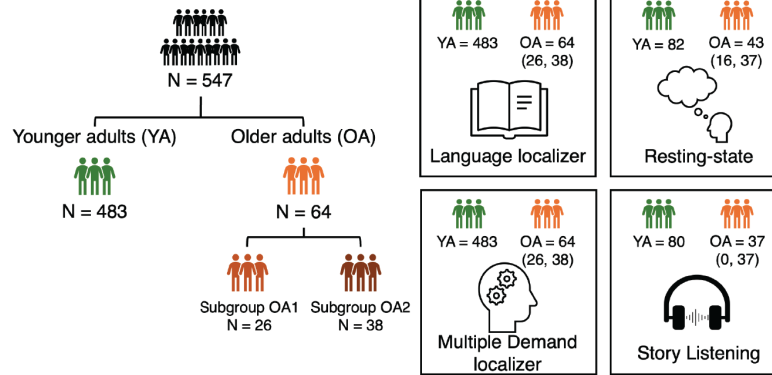 N = 547
Younger adults (YA)
Older adults (OA)
N = 483
N = 64
Subgroup OA1
N = 26
Subgroup OA2
N = 38
YA = 483
OA = 64
(26, 38)
Language localizer
YA = 82
OA = 43
(16, 37)
Resting-state
YA = 483
OA = 64
(26, 38)
Multiple Demand
localizer
YA = 80
OA = 37
(0, 37)
Story Listening